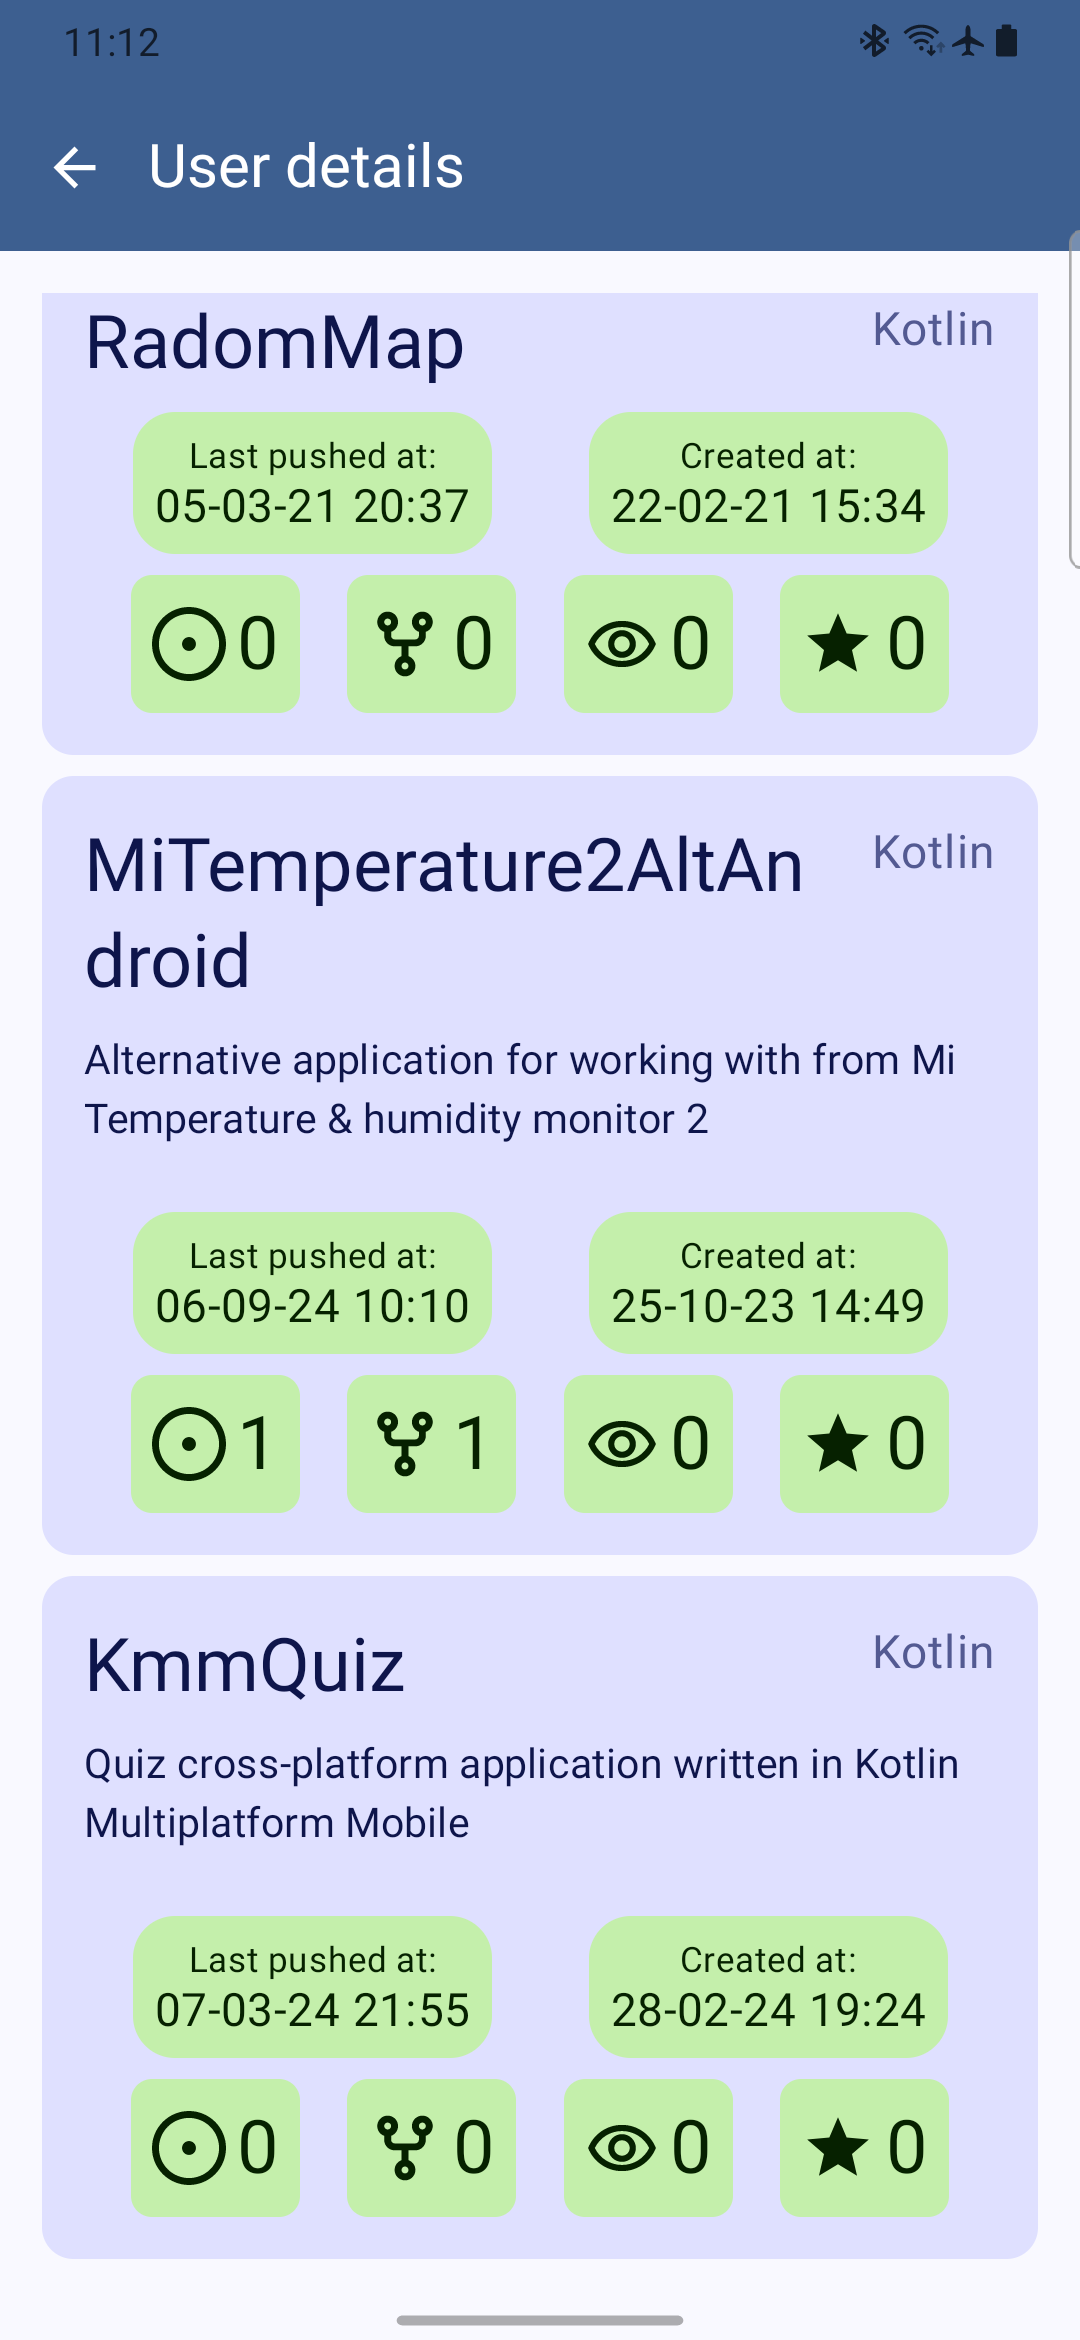 11:12
User details
RadomMap
Kotlin
Last pushed at:
05-03-21 20:37
Created at:
22-02-21 15:34
0
0
0
0
MiTemperature2AltAn
droid
Kotlin
Alternative application for working with from Mi
Temperature & humidity monitor 2
Last pushed at:
06-09-24 10:10
Created at:
25-10-23 14:49
1
1
0
0
KmmQuiz
Kotlin
Quiz cross-platform application written in Kotlin
Multiplatform Mobile
Last pushed at:
07-03-24 21:55
Created at:
28-02-24 19:24
0
0
0
0